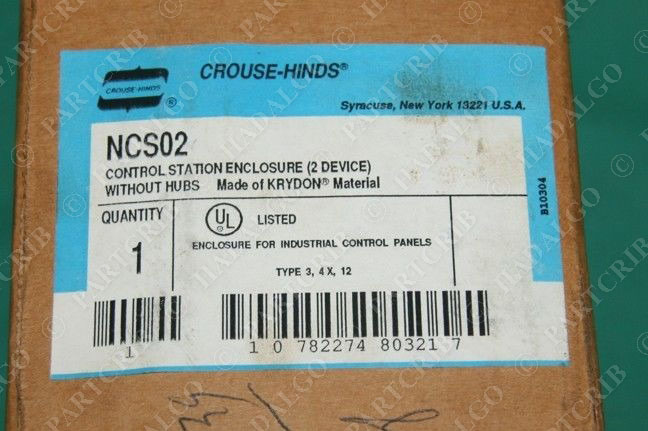 CROUSE-HINDS
®
CROUSE-HINDS®
Syracuse, New York 13221 U.S.A.
NCS02
CONTROL STATION ENCLOSURE (2 DEVICE)
WITHOUT HUBS Made of KRYDON® Material
B10304
QUANTITY
1
UL
®
LISTED
ENCLOSURE FOR INDUSTRIAL CONTROL PANELS
TYPE 3, 4X, 12
1
1 0 782274 80321 7
© PARTCRIB
© HADALGO